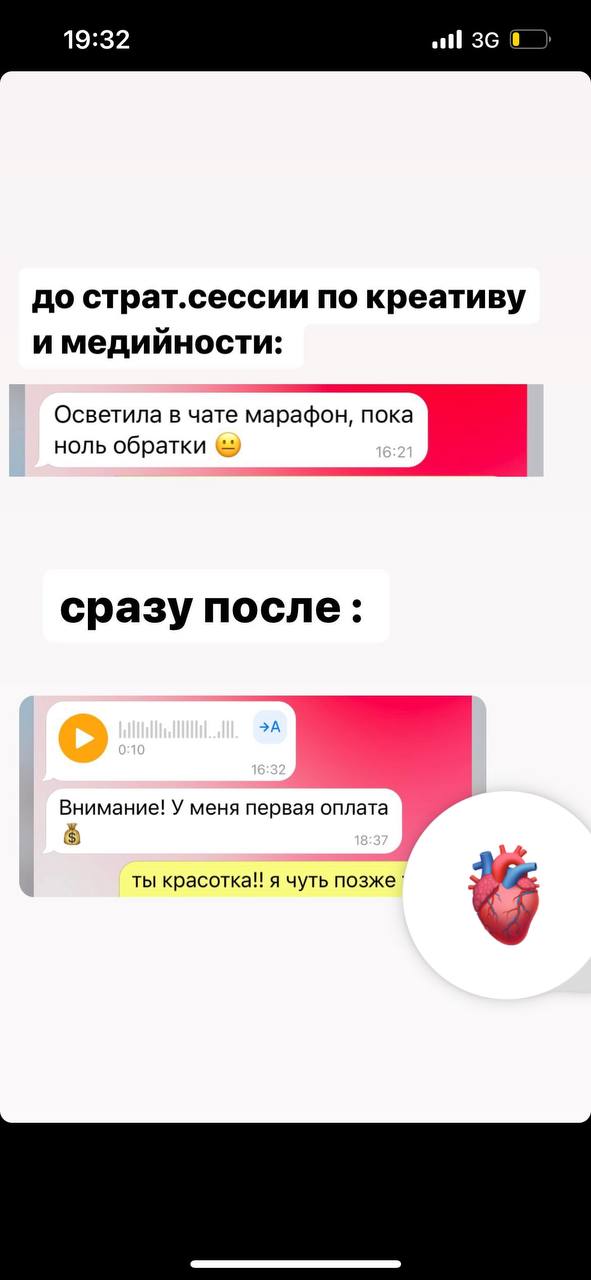 19:32
3G
до страт.сессии по креативу
и медийности:
Осветила в чате марафон, пока
ноль обратки 😐
16:21
сразу после :
→A
0:10
16:32
Внимание! У меня первая оплата
💰
18:37
ты красотка!! я чуть позже